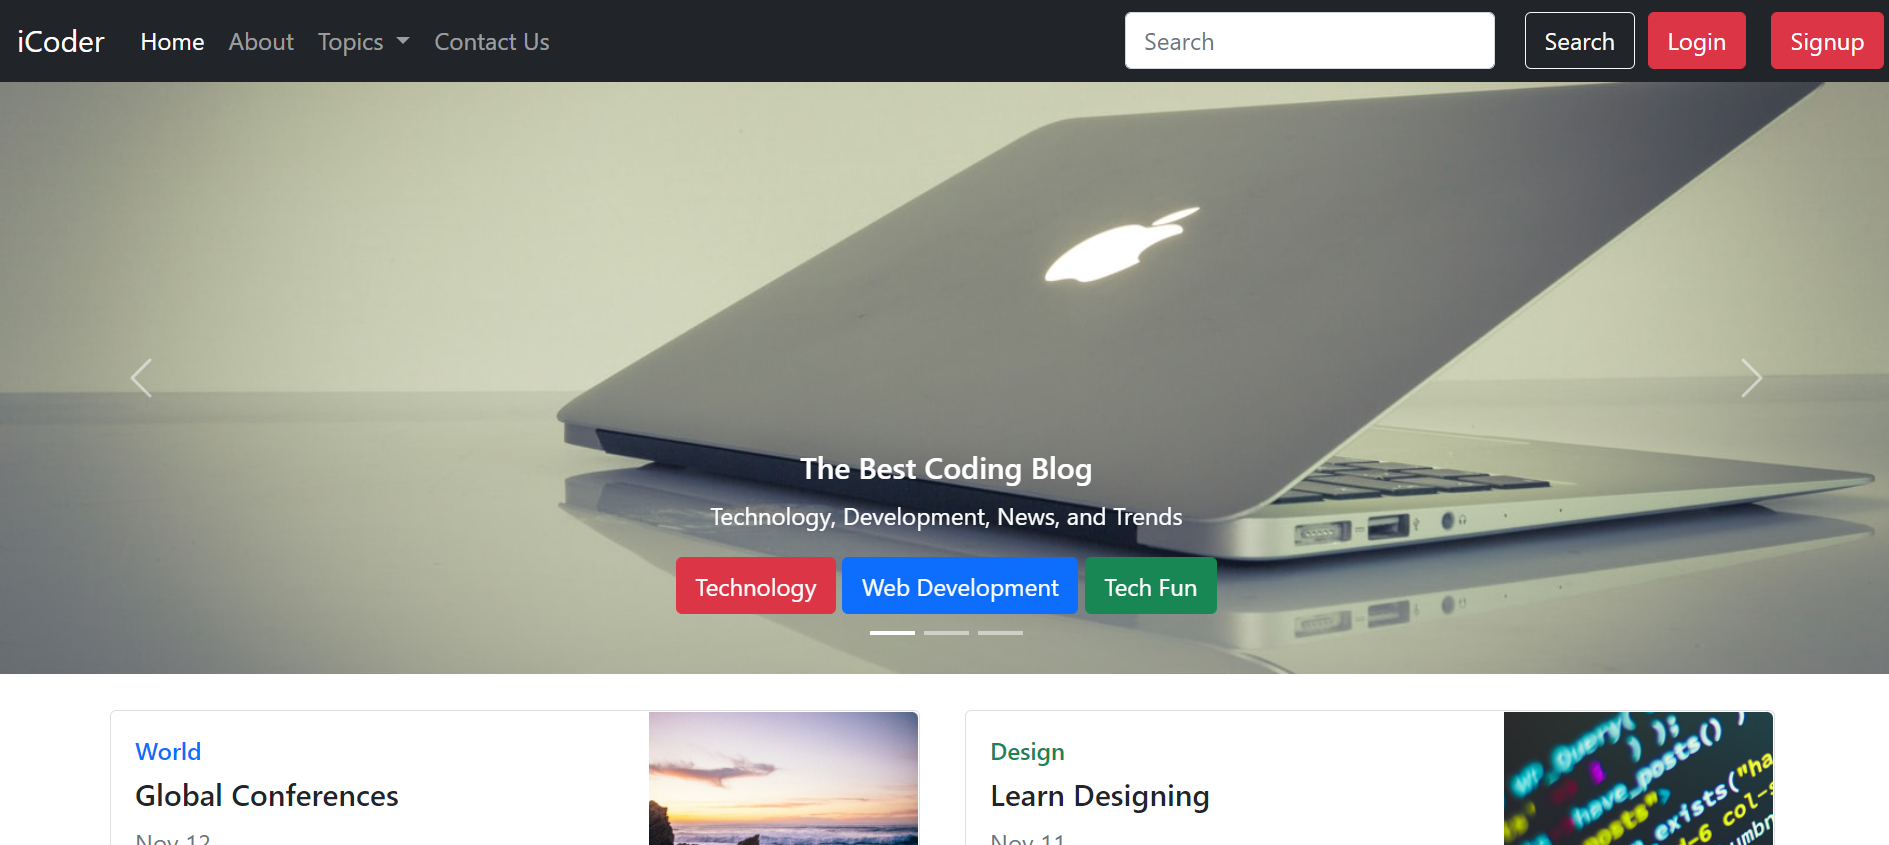 iCoder Home About Topics Contact Us Search Search Login Signup
The Best Coding Blog
Technology, Development, News, and Trends
Technology Web Development Tech Fun
World
Global Conferences
Nov 12
Design
Learn Designing
Nov 11
wp_Query(
) );
have_posts()
posts"
_exists("ha
d-6 col-s
umbn